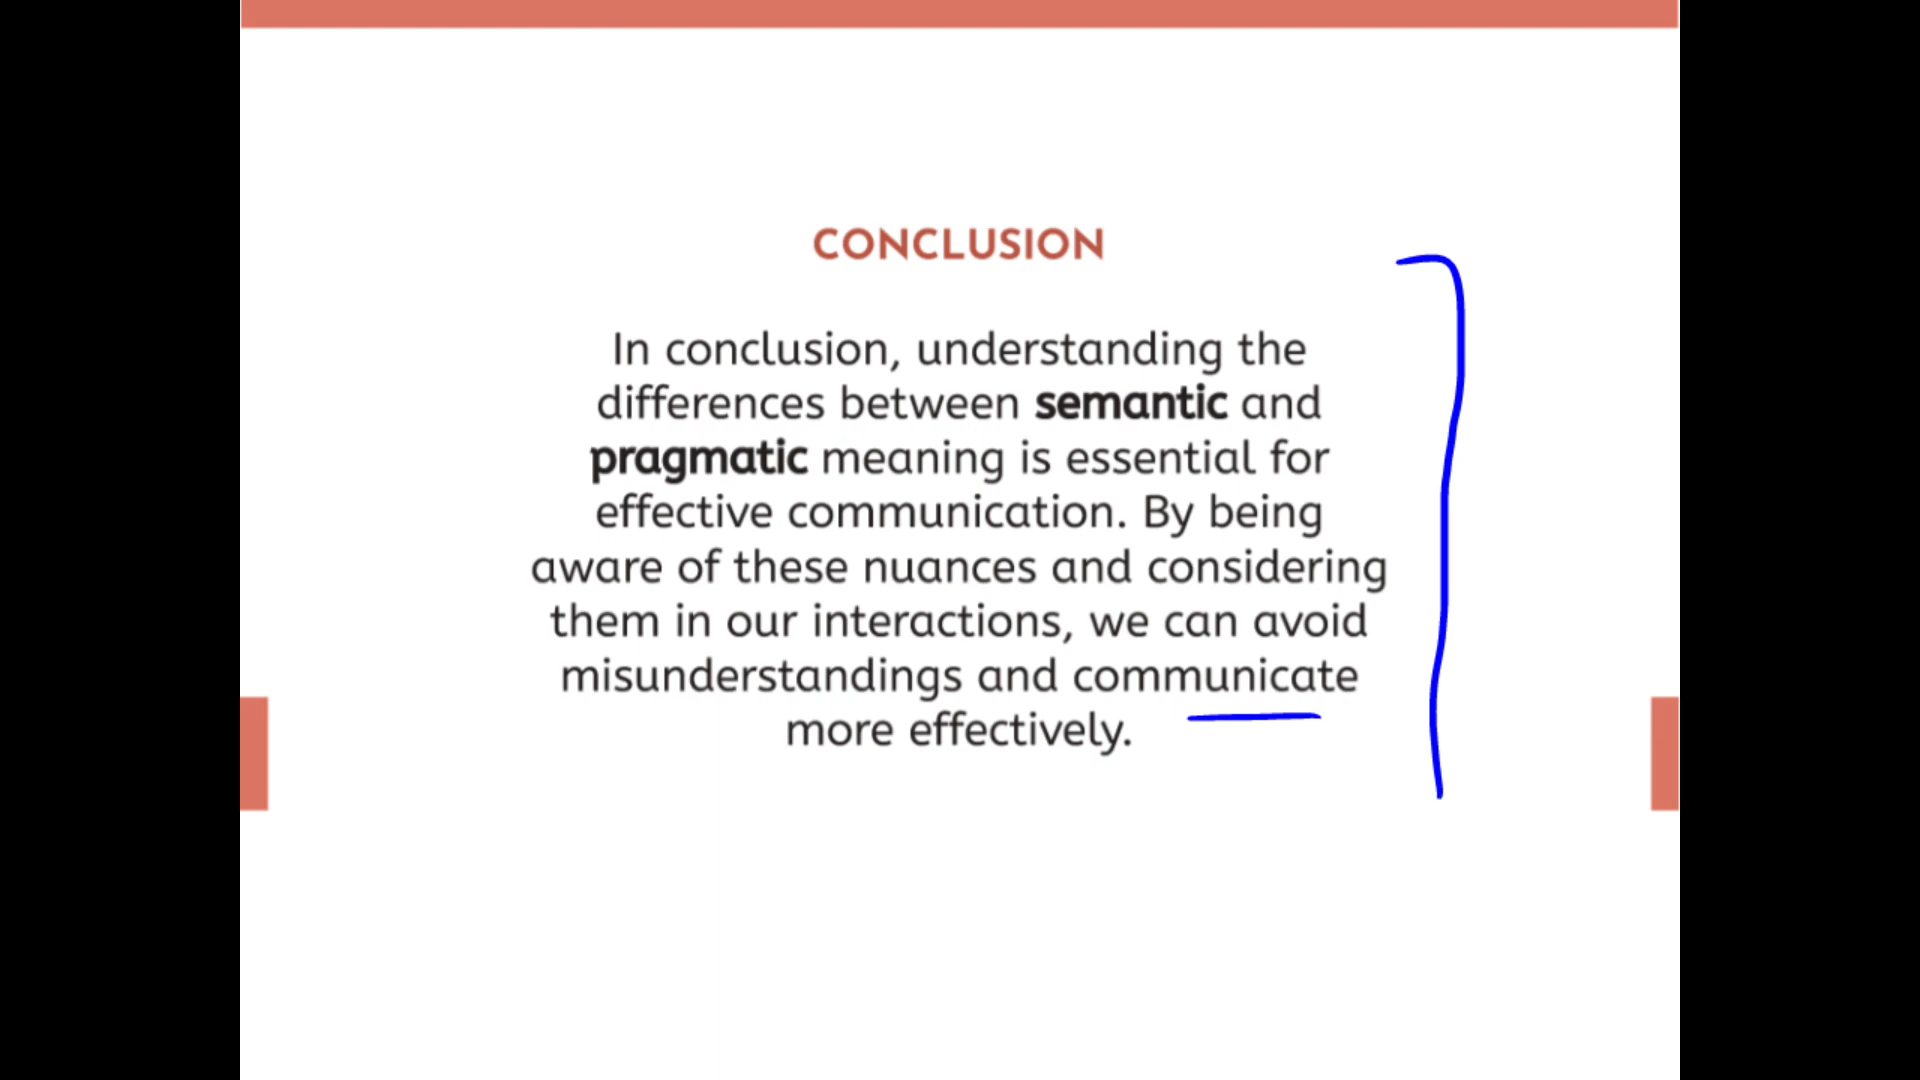 CONCLUSION
In conclusion, understanding the
differences between semantic and
pragmatic meaning is essential for
effective communication. By being
aware of these nuances and considering
them in our interactions, we can avoid
misunderstandings and communicate
more effectively.